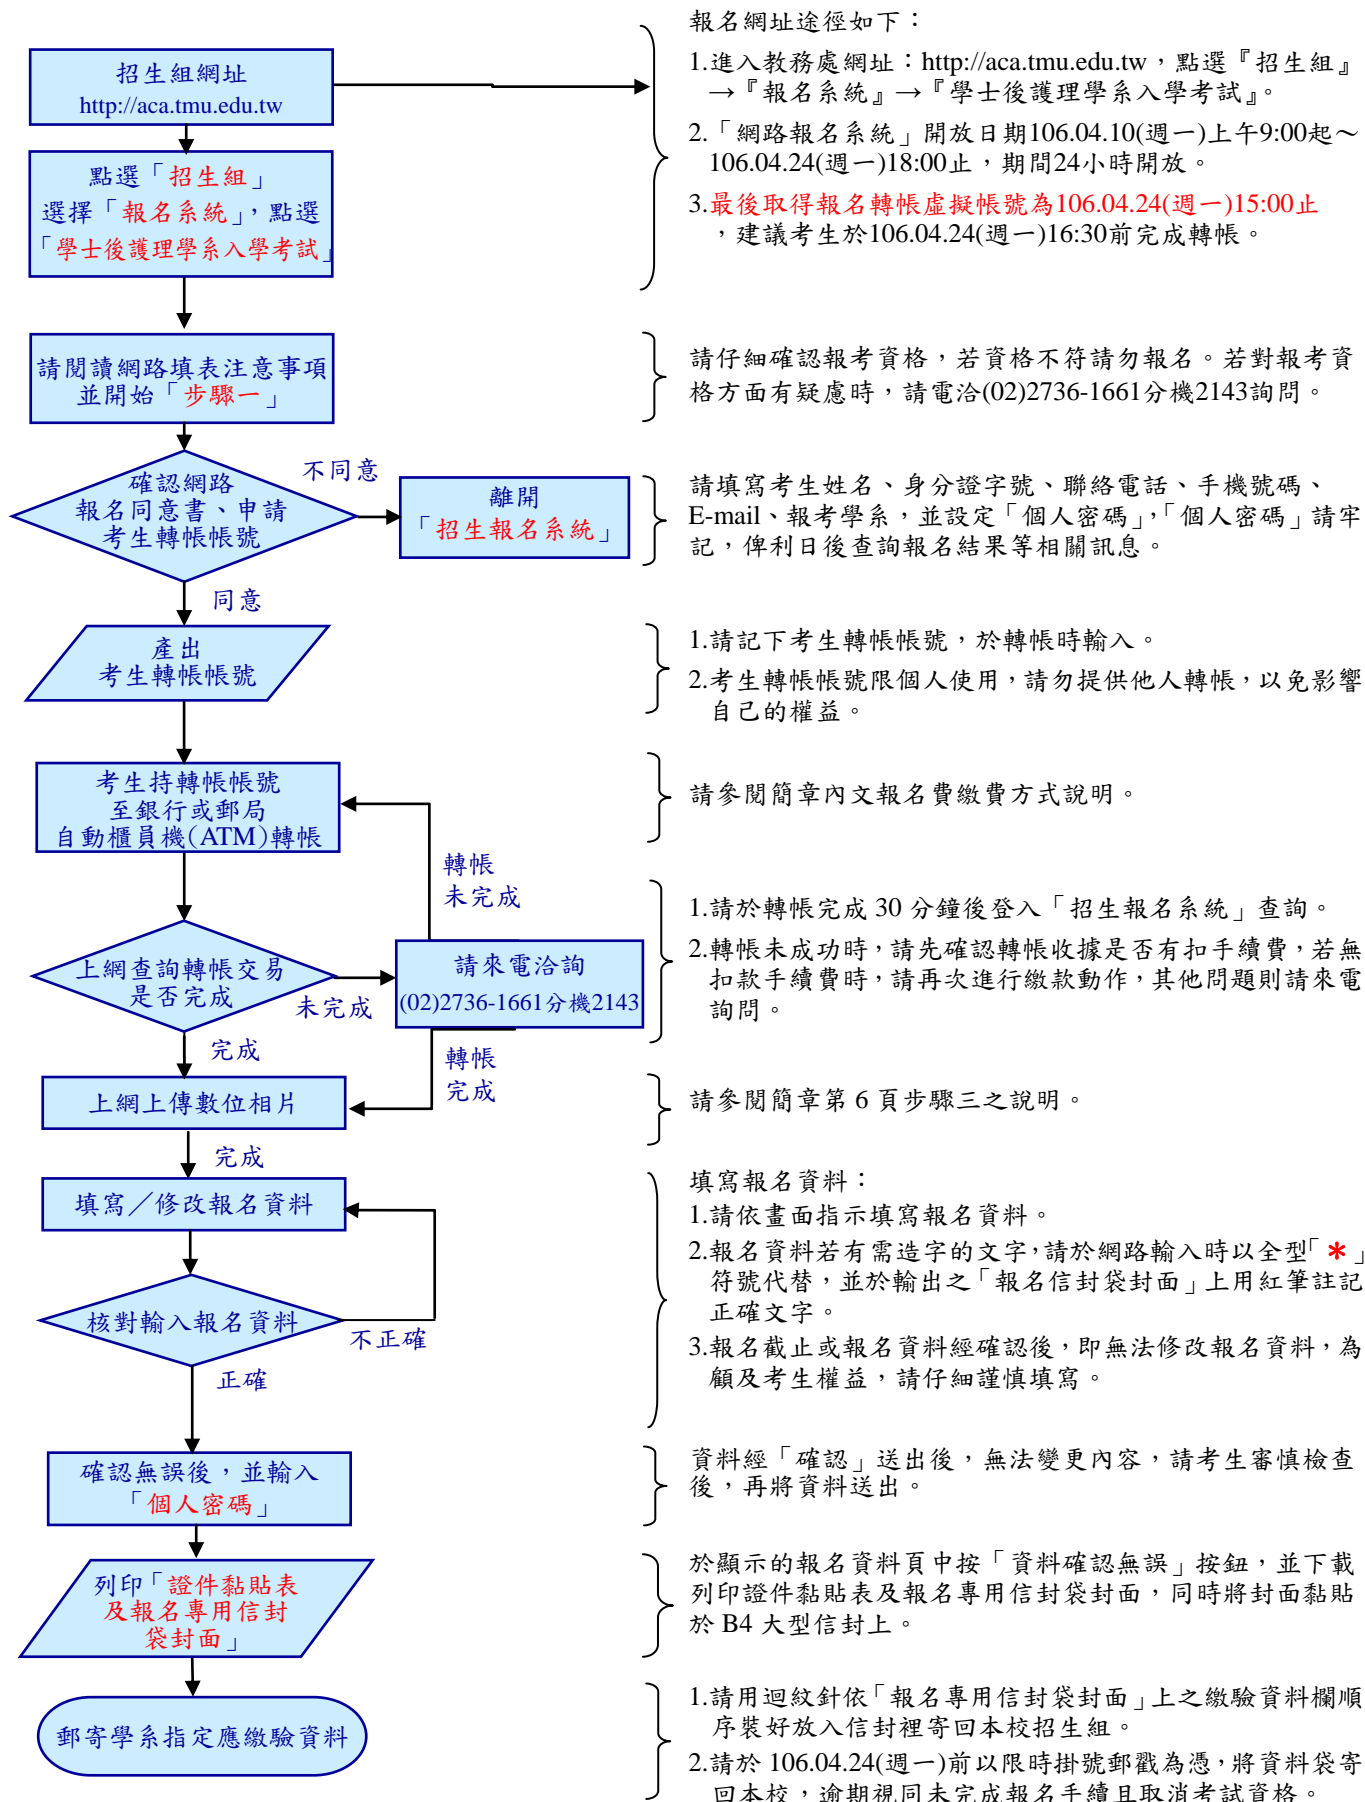 招生組網址
http://aca.tmu.edu.tw
點選「招生組」
選擇「報名系統」，點選
「學士後護理學系入學考試」
報名網址途徑如下：
1.進入教務處網址：http://aca.tmu.edu.tw，點選『招生組』
→『報名系統』→『學士後護理學系入學考試』。
2.「網路報名系統」開放日期106.04.10(週一)上午9:00起～
106.04.24(週一)18:00止，期間24小時開放。
3.最後取得報名轉帳虛擬帳號為106.04.24(週一)15:00止
，建議考生於106.04.24(週一)16:30前完成轉帳。
請閱讀網路填表注意事項
並開始「步驟一」
請仔細確認報考資格，若資格不符請勿報名。若對報考資
格方面有疑慮時，請電洽(02)2736-1661分機2143詢問。
確認網路
報名同意書、申請
考生轉帳帳號
不同意
離開
「招生報名系統」
同意
請填寫考生姓名、身分證字號、聯絡電話、手機號碼、
E-mail、報考學系，並設定「個人密碼」，「個人密碼」請牢
記，俾利日後查詢報名結果等相關訊息。
產出
考生轉帳帳號
1.請記下考生轉帳帳號，於轉帳時輸入。
2.考生轉帳帳號限個人使用，請勿提供他人轉帳，以免影響
自己的權益。
考生持轉帳帳號
至銀行或郵局
自動櫃員機(ATM)轉帳
請參閱簡章內文報名費繳費方式說明。
轉帳
未完成
上網查詢轉帳交易
是否完成
未完成
請來電洽詢
(02)2736-1661分機2143
完成
轉帳
完成
1.請於轉帳完成 30 分鐘後登入「招生報名系統」查詢。
2.轉帳未成功時，請先確認轉帳收據是否有扣手續費，若無
扣款手續費時，請再次進行繳款動作，其他問題則請來電
詢問。
上網上傳數位相片
請參閱簡章第 6 頁步驟三之說明。
完成
填寫／修改報名資料
核對輸入報名資料
不正確
正確
填寫報名資料：
1.請依畫面指示填寫報名資料。
2.報名資料若有需造字的文字，請於網路輸入時以全型「＊」
符號代替，並於輸出之「報名信封袋封面」上用紅筆註記
正確文字。
3.報名截止或報名資料經確認後，即無法修改報名資料，為
顧及考生權益，請仔細謹慎填寫。
確認無誤後，並輸入
「個人密碼」
資料經「確認」送出後，無法變更內容，請考生審慎檢查
後，再將資料送出。
列印「證件黏貼表
及報名專用信封
袋封面」
於顯示的報名資料頁中按「資料確認無誤」按鈕，並下載
列印證件黏貼表及報名專用信封袋封面，同時將封面黏貼
於 B4 大型信封上。
郵寄學系指定應繳驗資料
1.請用迴紋針依「報名專用信封袋封面」上之繳驗資料欄順
序裝好放入信封裡寄回本校招生組。
2.請於 106.04.24(週一)前以限時掛號郵戳為憑，將資料袋寄
回本校，逾期視同未完成報名手續且取消考試資格。